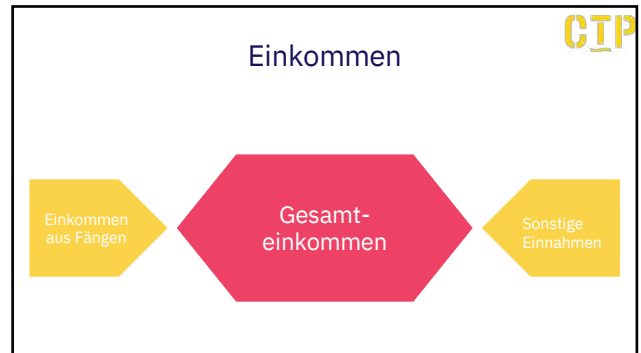 CTP
Einkommen
Einkommen
aus Fängen
Gesamt-
einkommen
Sonstige
Einnahmen